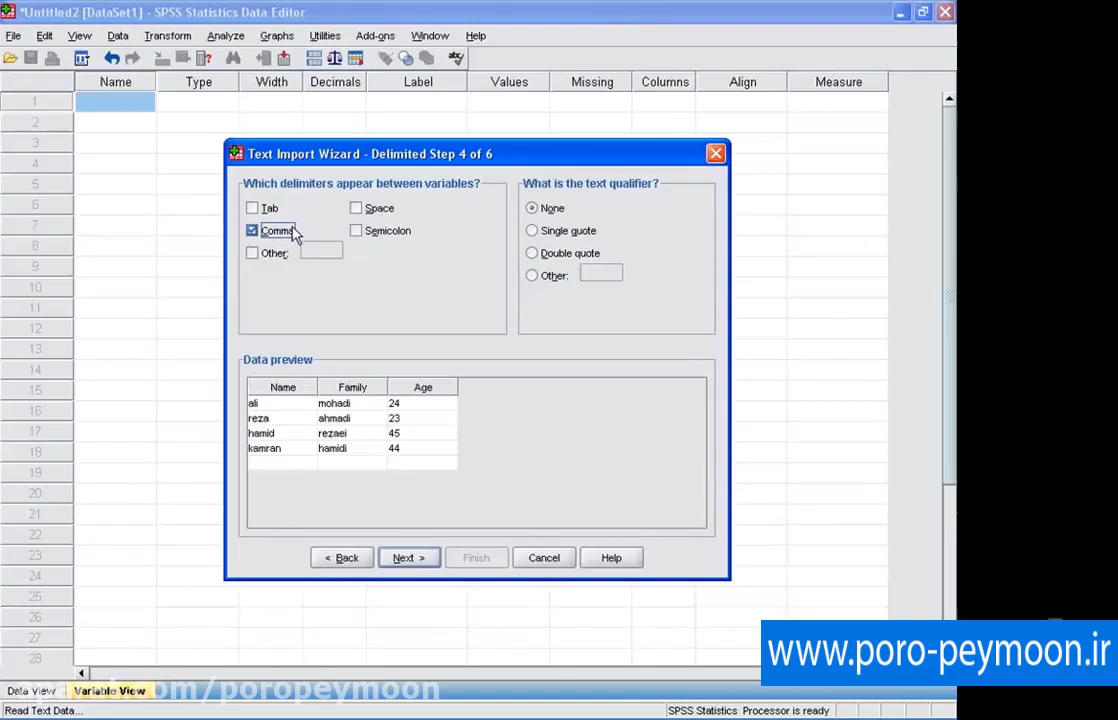 *Untitled2 [DataSet1] - SPSS Statistics Data Editor
File Edit View Data Transform Analyze Graphs Utilities Add-ons Window Help
Name Type Width Decimals Label Values Missing Columns Align Measure
1
2
3
4
5
6
7
8
9
10
11
12
13
14
15
16
17
18
19
20
21
22
23
24
25
26
27
28
Text Import Wizard - Delimited Step 4 of 6
Which delimiters appear between variables?
Tab Space
Comma Semicolon
Other:
What is the text qualifier?
None
Single quote
Double quote
Other:
Data preview
Name Family Age
ali mohadi 24
reza ahmadi 23
hamid rezaei 45
kamran hamidi 44
< Back Next > Finish Cancel Help
www.poro-peymoon.ir
Data View Variable View
com/poropeymoon
Read Text Data... SPSS Statistics Processor is ready